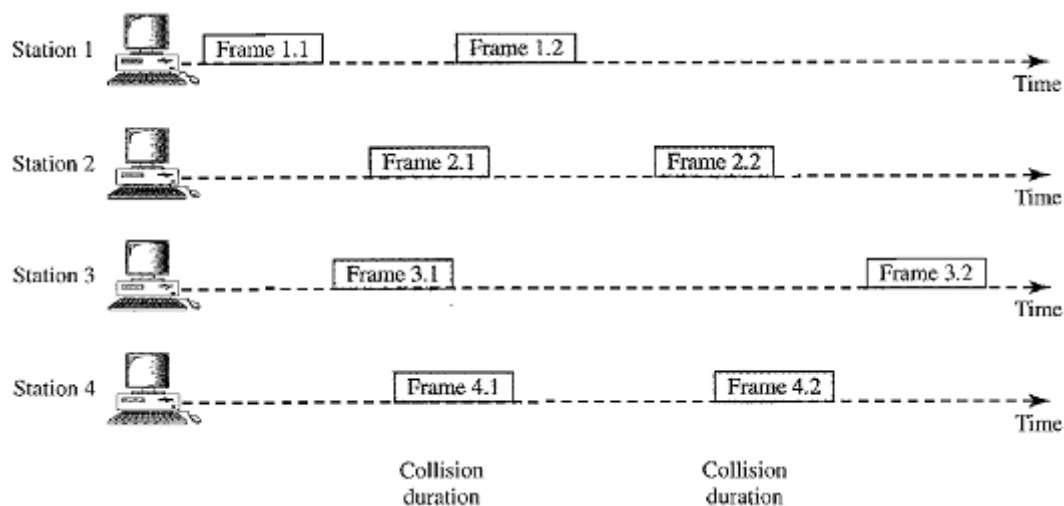 Station 1
Frame 1.1
Frame 1.2
Time
Station 2
Frame 2.1
Frame 2.2
Time
Station 3
Frame 3.1
Frame 3.2
Time
Station 4
Frame 4.1
Frame 4.2
Time
Collision
duration
Collision
duration